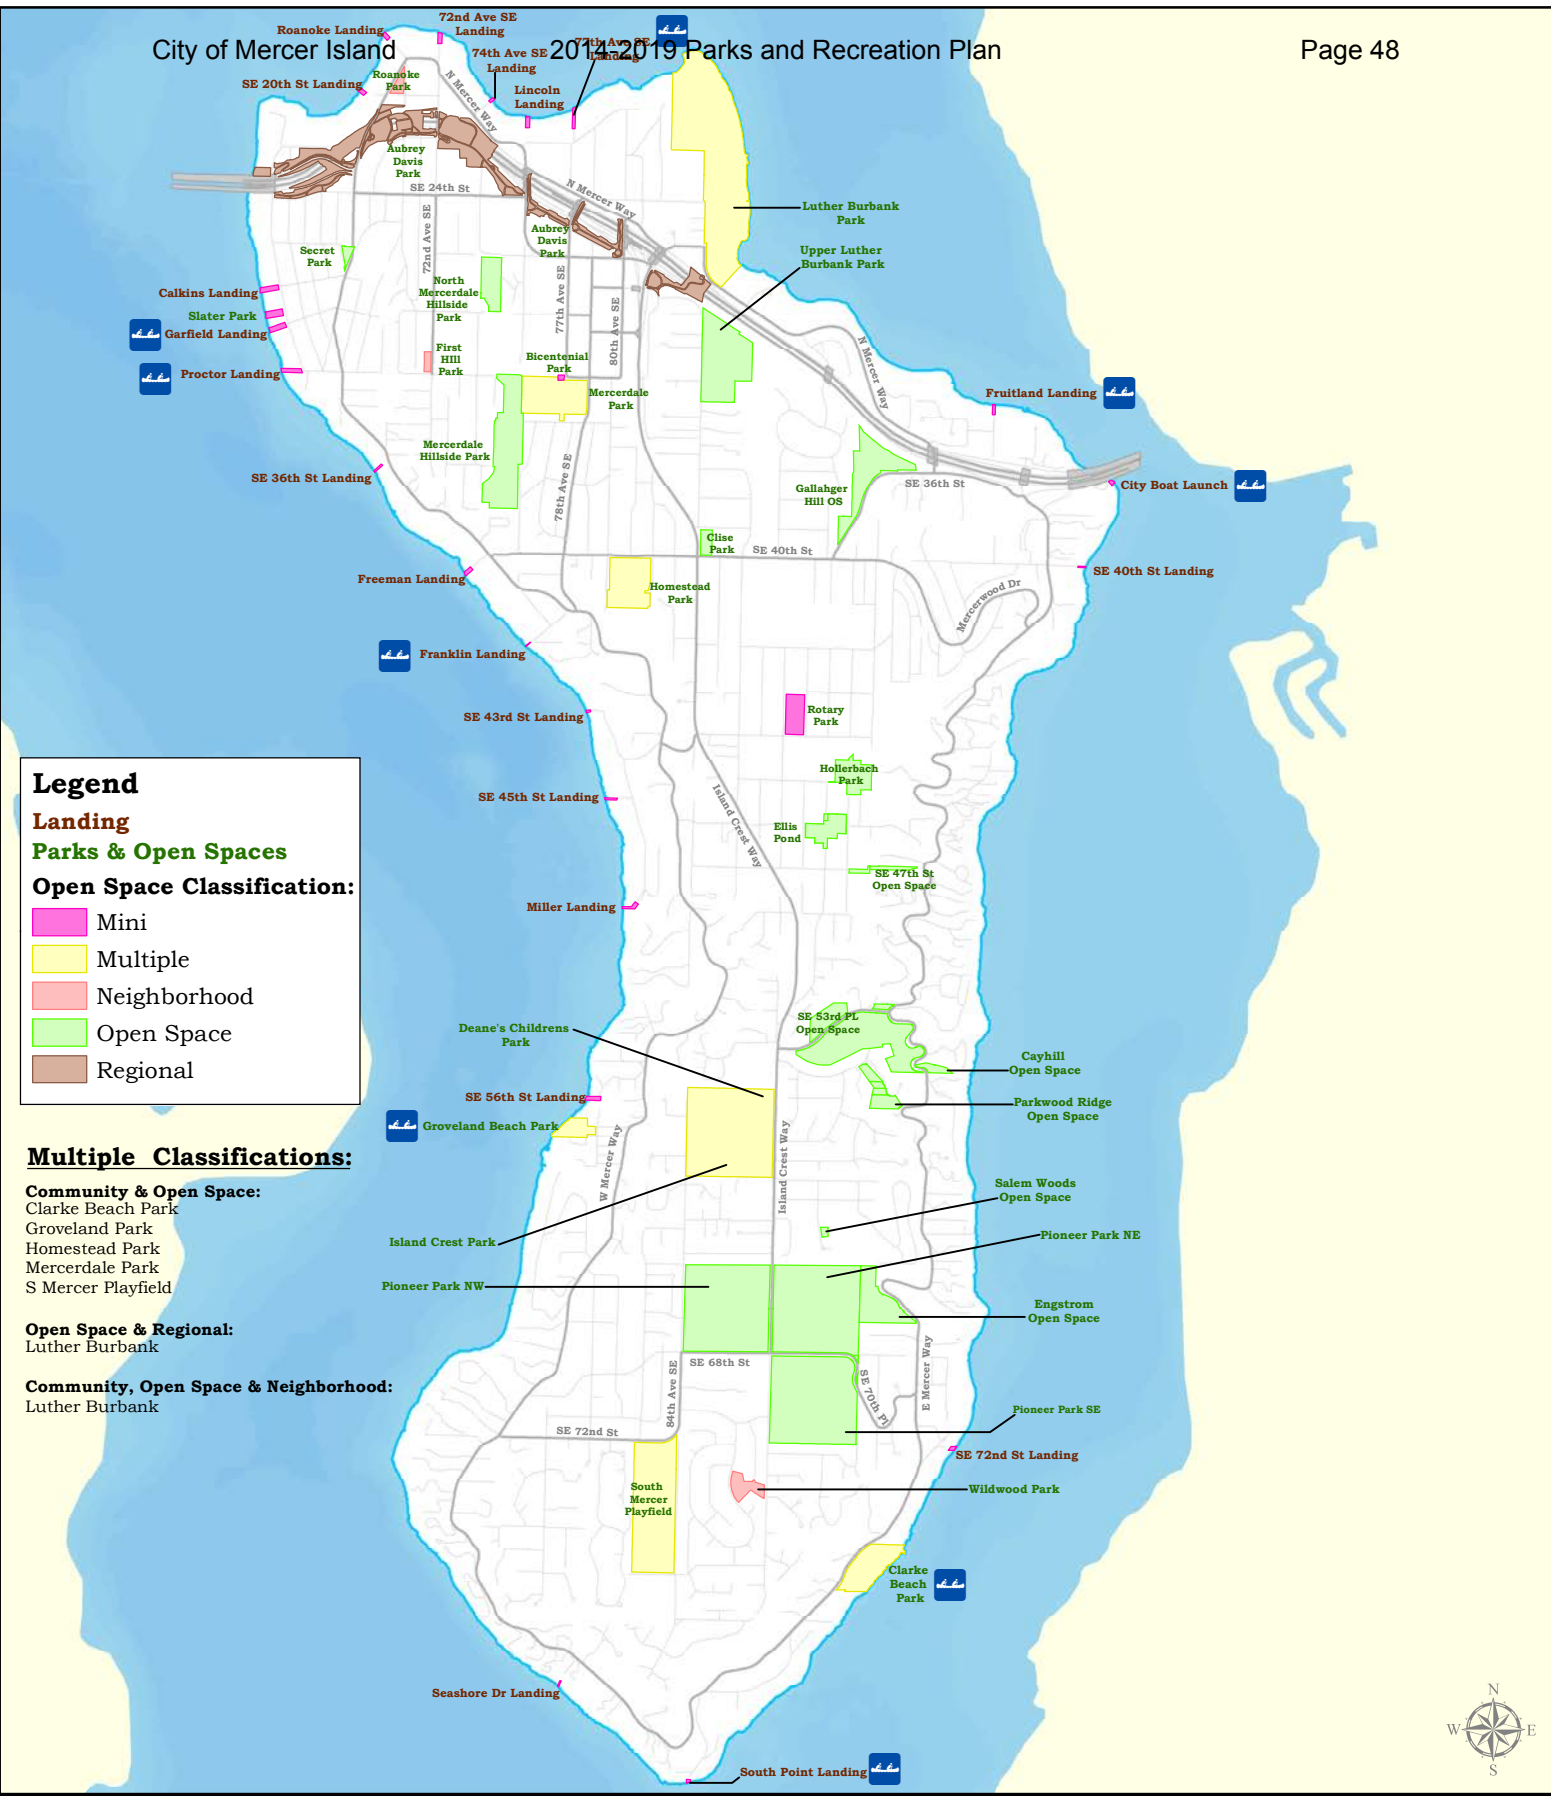 City of Mercer Island
2014-2019 Parks and Recreation Plan
Page 48
Roanoke Landing
72nd Ave SE
Landing
74th Ave SE
Landing
77th Ave SE
Landing
SE 20th St Landing
Roanoke
Park
N Mercer Way
Lincoln
Landing
Aubrey
Davis
Park
SE 24th St
N Mercer Way
Luther Burbank
Park
72nd Ave SE
Aubrey
Davis
Park
Secret
Park
Upper Luther
Burbank Park
North
Mercerdale
Hillside
Park
77th Ave SE
80th Ave SE
Calkins Landing
Slater Park
Garfield Landing
Proctor Landing
First
HIll
Park
Bicentenial
Park
Mercerdale
Park
N Mercer Way
Fruitland Landing
Mercerdale
Hillside Park
SE 36th St Landing
78th Ave SE
Gallahger
Hill OS
SE 36th St
City Boat Launch
Clise
Park
SE 40th St
SE 40th St Landing
Freeman Landing
Homestead
Park
Mercerwood Dr
Franklin Landing
SE 43rd St Landing
Rotary
Park
Hollerbach
Park
SE 45th St Landing
Island Crest Way
Ellis
Pond
SE 47th St
Open Space
Miller Landing
Legend
Landing
Parks & Open Spaces
Open Space Classification:
Mini
Multiple
Neighborhood
Open Space
Regional
Deane's Childrens
Park
SE 53rd PL
Open Space
Cayhill
Open Space
SE 56th St Landing
Parkwood Ridge
Open Space
Groveland Beach Park
W Mercer Way
Island Crest Way
Salem Woods
Open Space
Island Crest Park
Pioneer Park NE
Pioneer Park NW
Engstrom
Open Space
Multiple Classifications:
Community & Open Space:
Clarke Beach Park
Groveland Park
Homestead Park
Mercerdale Park
S Mercer Playfield
Open Space & Regional:
Luther Burbank
Community, Open Space & Neighborhood:
Luther Burbank
SE 68th St
84th Ave SE
SE 70th Pl
E Mercer Way
Pioneer Park SE
SE 72nd St
SE 72nd St Landing
South
Mercer
Playfield
Wildwood Park
Clarke
Beach
Park
Seashore Dr Landing
South Point Landing
N
W
E
S